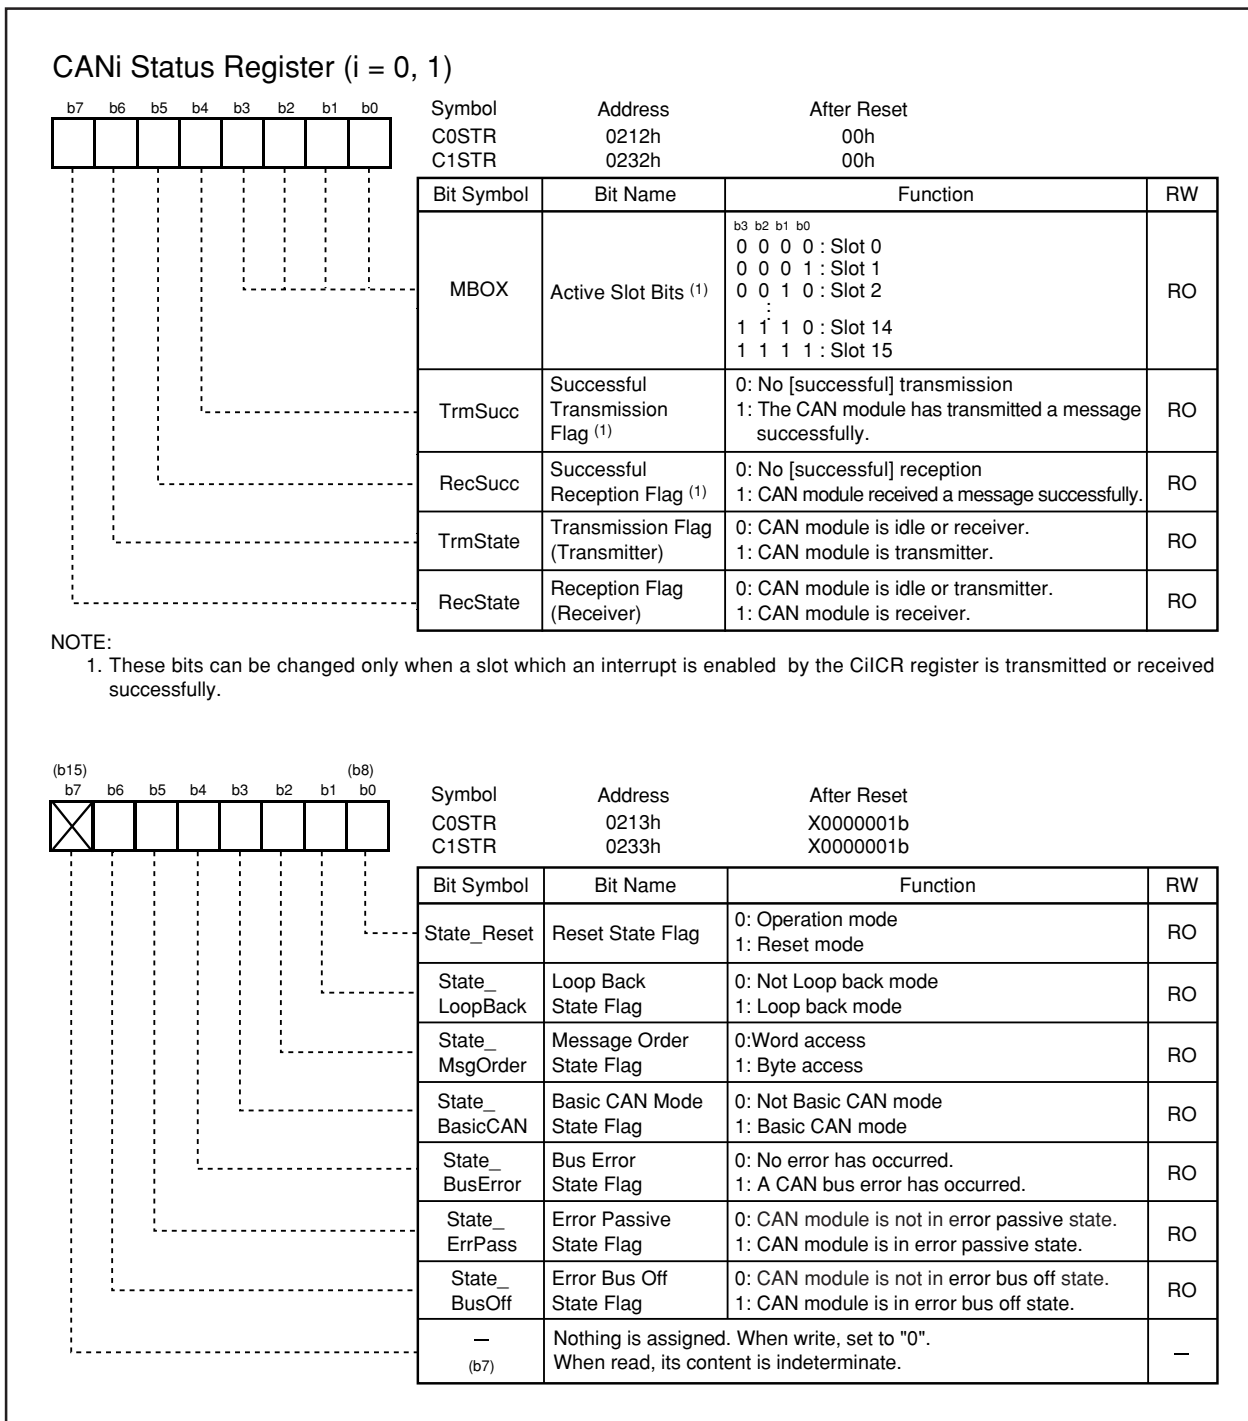 CANi Status Register (i = 0, 1)
b7 b6 b5 b4 b3 b2 b1 b0
Symbol Address After Reset
C0STR 0212h 00h
C1STR 0232h 00h
Bit Symbol Bit Name Function RW
b3 b2 b1 b0
0 0 0 0 : Slot 0
0 0 0 1 : Slot 1
MBOX Active Slot Bits (1) 0 0 1 0 : Slot 2 RO
:
1 1 1 0 : Slot 14
1 1 1 1 : Slot 15
TrmSucc
Successful
Transmission
Flag (1)
0: No [successful] transmission
1: The CAN module has transmitted a message
successfully.
RO
RecSucc
Successful
Reception Flag (1)
0: No [successful] reception
1: CAN module received a message successfully.
RO
TrmState
Transmission Flag
(Transmitter)
0: CAN module is idle or receiver.
1: CAN module is transmitter.
RO
RecState
Reception Flag
(Receiver)
0: CAN module is idle or transmitter.
1: CAN module is receiver.
RO
NOTE:
1. These bits can be changed only when a slot which an interrupt is enabled by the CiICR register is transmitted or received
successfully.
(b15) (b8)
b7 b6 b5 b4 b3 b2 b1 b0
Symbol Address After Reset
C0STR 0213h X0000001b
C1STR 0233h X0000001b
Bit Symbol Bit Name Function RW
State_Reset
Reset State Flag
0: Operation mode
1: Reset mode
RO
State_
LoopBack
Loop Back
State Flag
0: Not Loop back mode
1: Loop back mode
RO
State_
MsgOrder
Message Order
State Flag
0:Word access
1: Byte access
RO
State_
BasicCAN
Basic CAN Mode
State Flag
0: Not Basic CAN mode
1: Basic CAN mode
RO
State_
BusError
Bus Error
State Flag
0: No error has occurred.
1: A CAN bus error has occurred.
RO
State_
ErrPass
Error Passive
State Flag
0: CAN module is not in error passive state.
1: CAN module is in error passive state.
RO
State_
BusOff
Error Bus Off
State Flag
0: CAN module is not in error bus off state.
1: CAN module is in error bus off state.
RO
–
(b7)
Nothing is assigned. When write, set to "0".
When read, its content is indeterminate.
–